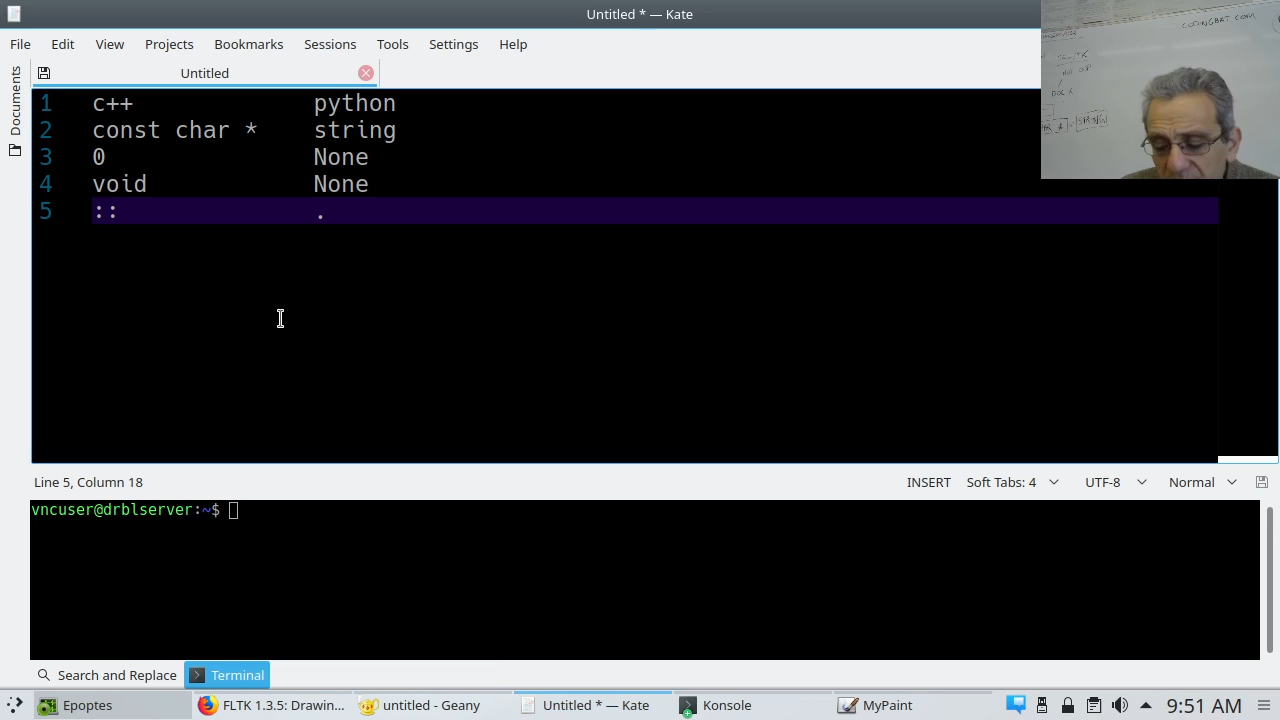 Untitled * — Kate
File Edit View Projects Bookmarks Sessions Tools Settings Help
Documents
Untitled
1 c++ python
2 const char * string
3 0 None
4 void None
5 :: .
CODINGBAT.COM
Line 5, Column 18 INSERT Soft Tabs: 4 UTF-8 Normal
vncuser@drblserver:~$
Search and Replace Terminal
Epoptes FLTK 1.3.5: Drawin... untitled - Geany Untitled * — Kate Konsole MyPaint 9:51 AM